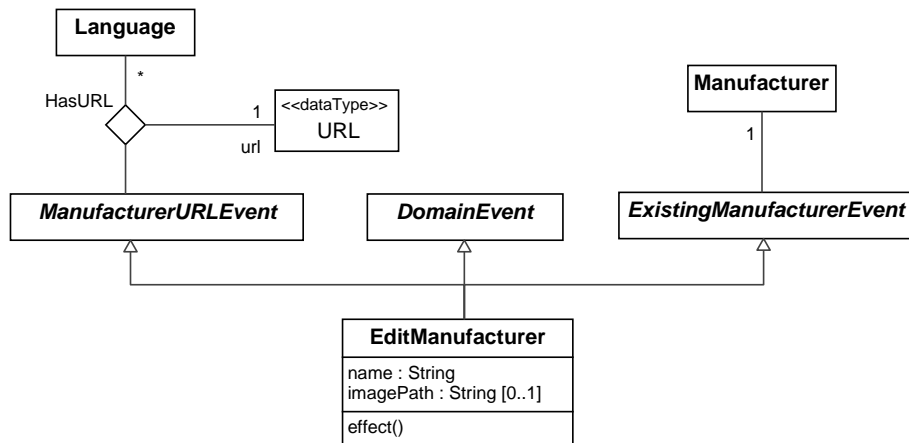 Language
*
HasURL
1
<<dataType>>
URL
url
Manufacturer
1
ManufacturerURLEvent
DomainEvent
ExistingManufacturerEvent
EditManufacturer
name : String
imagePath : String [0..1]
effect()